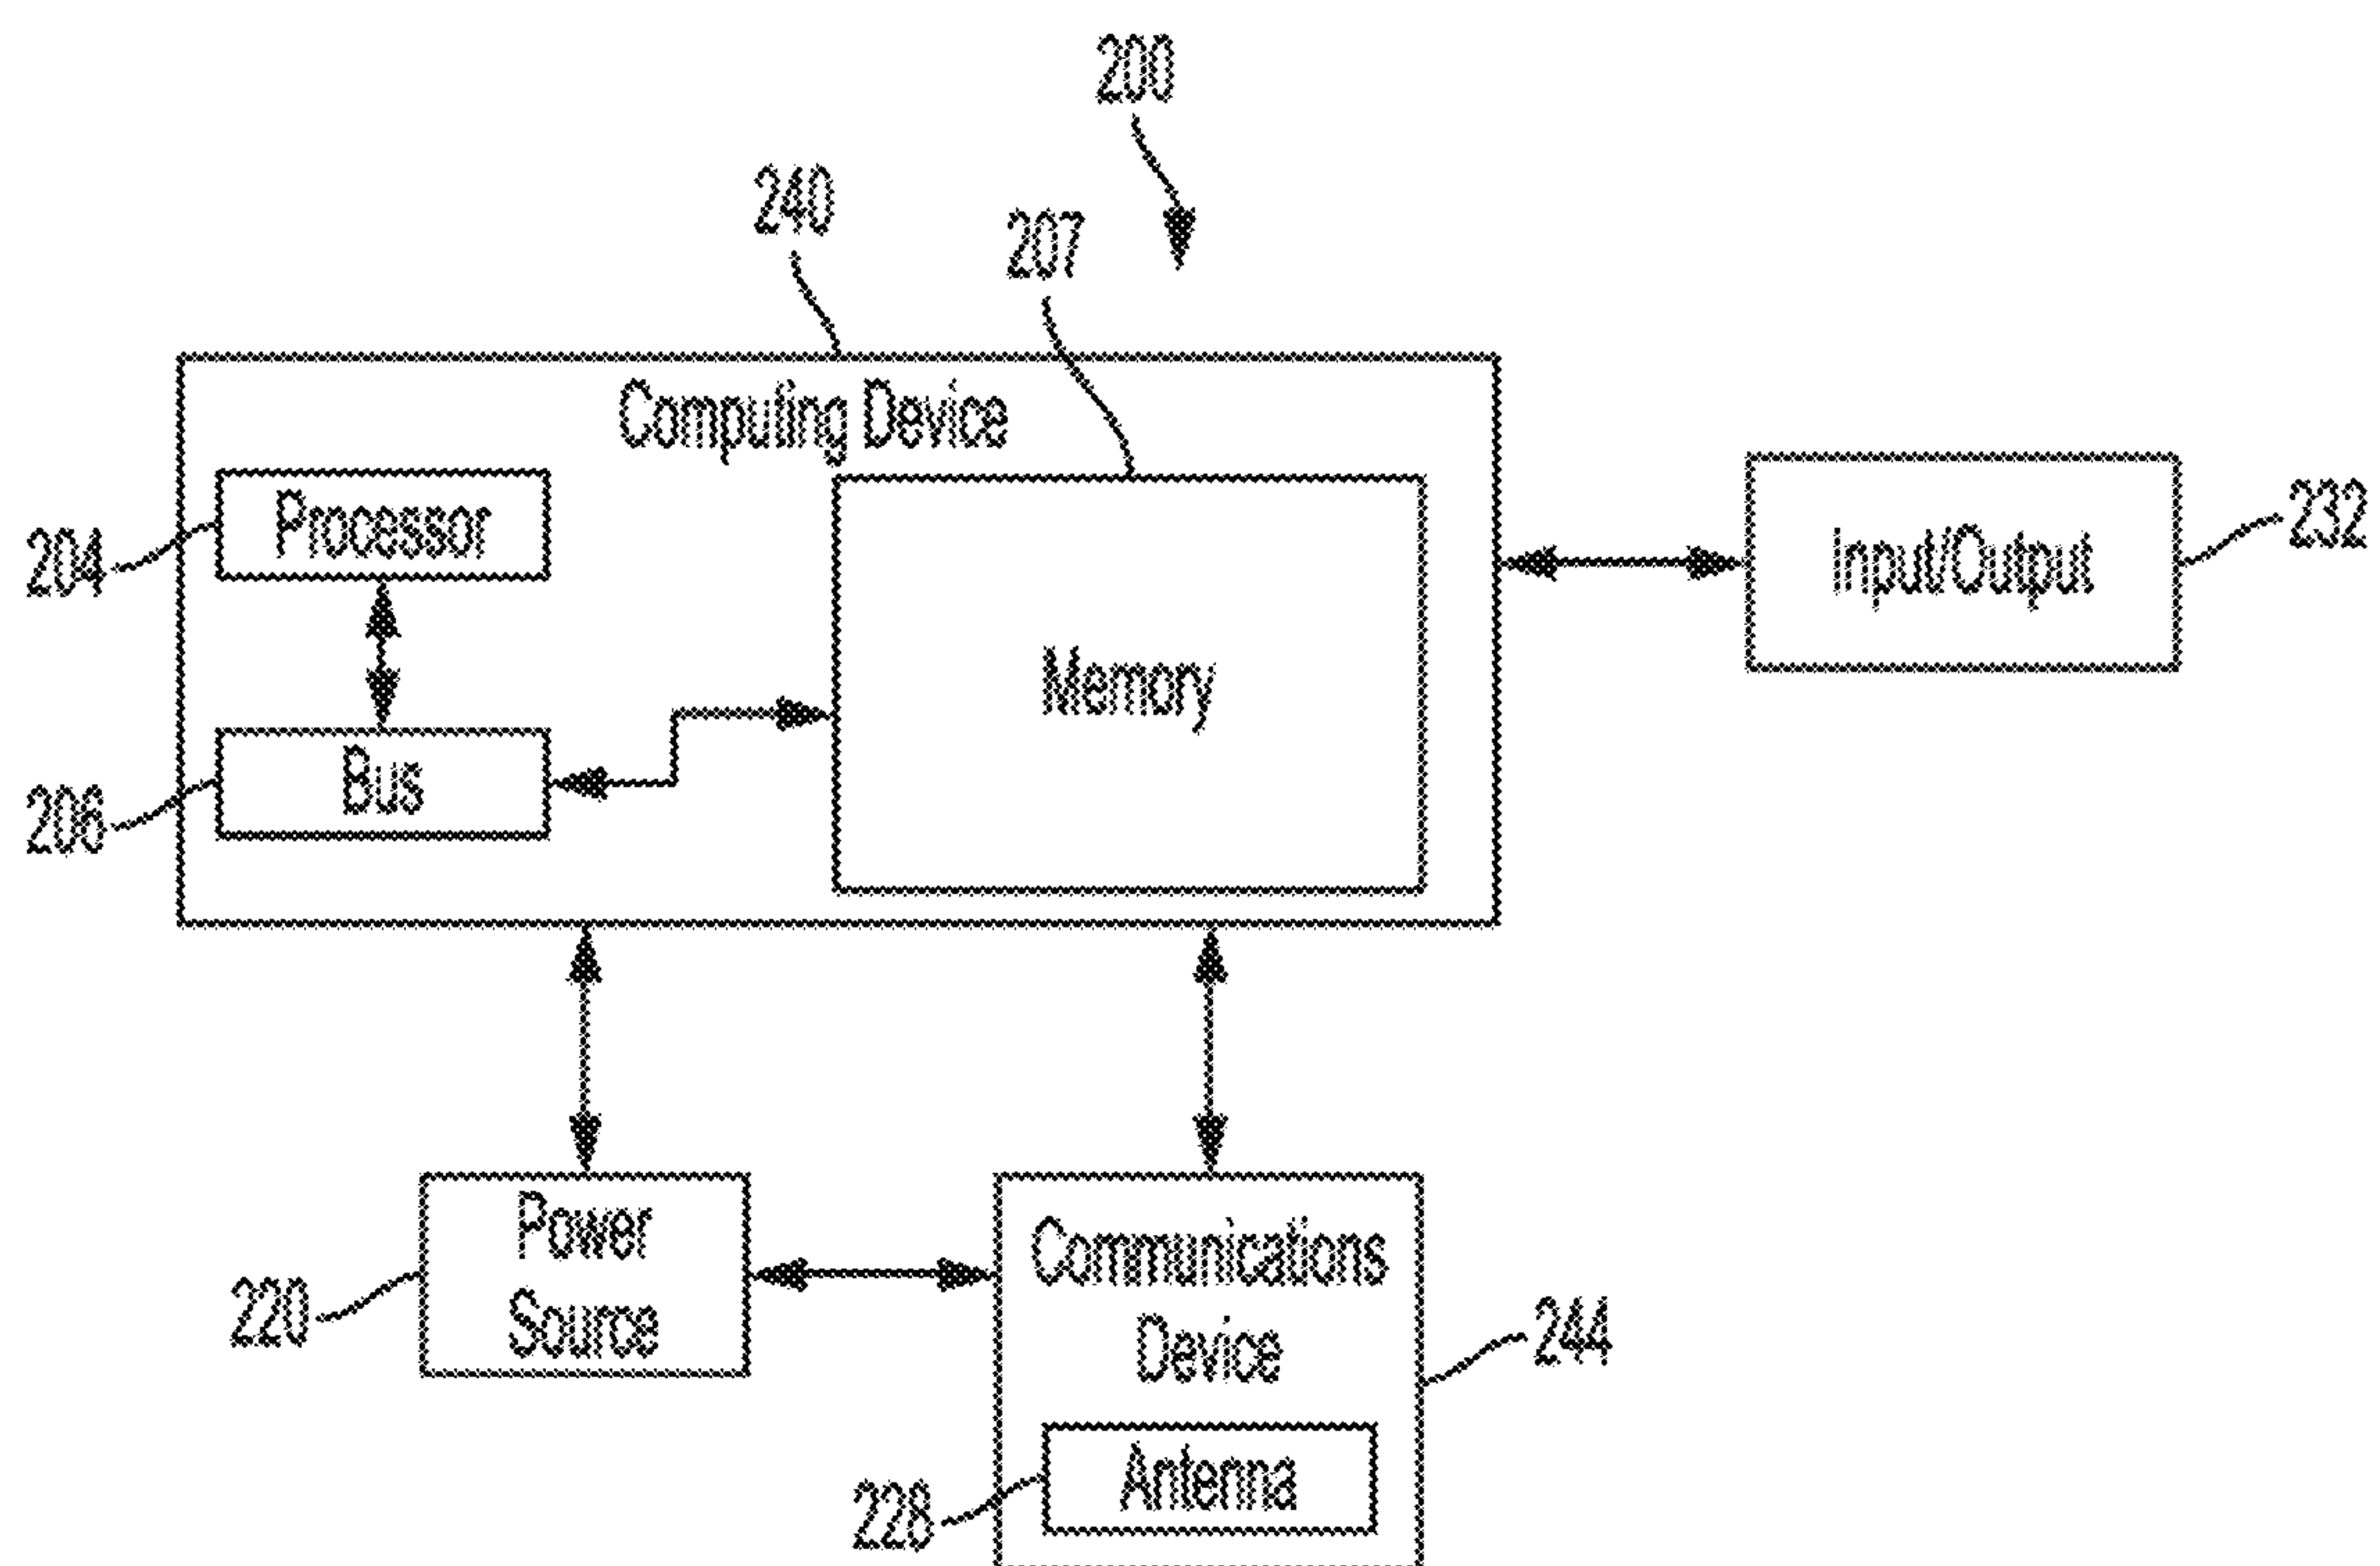 200
240
207
Computing Device
Processor
204
Input/Output
232
Memory
Bus
206
Power
Source
220
Communications
Device
244
Antenna
228